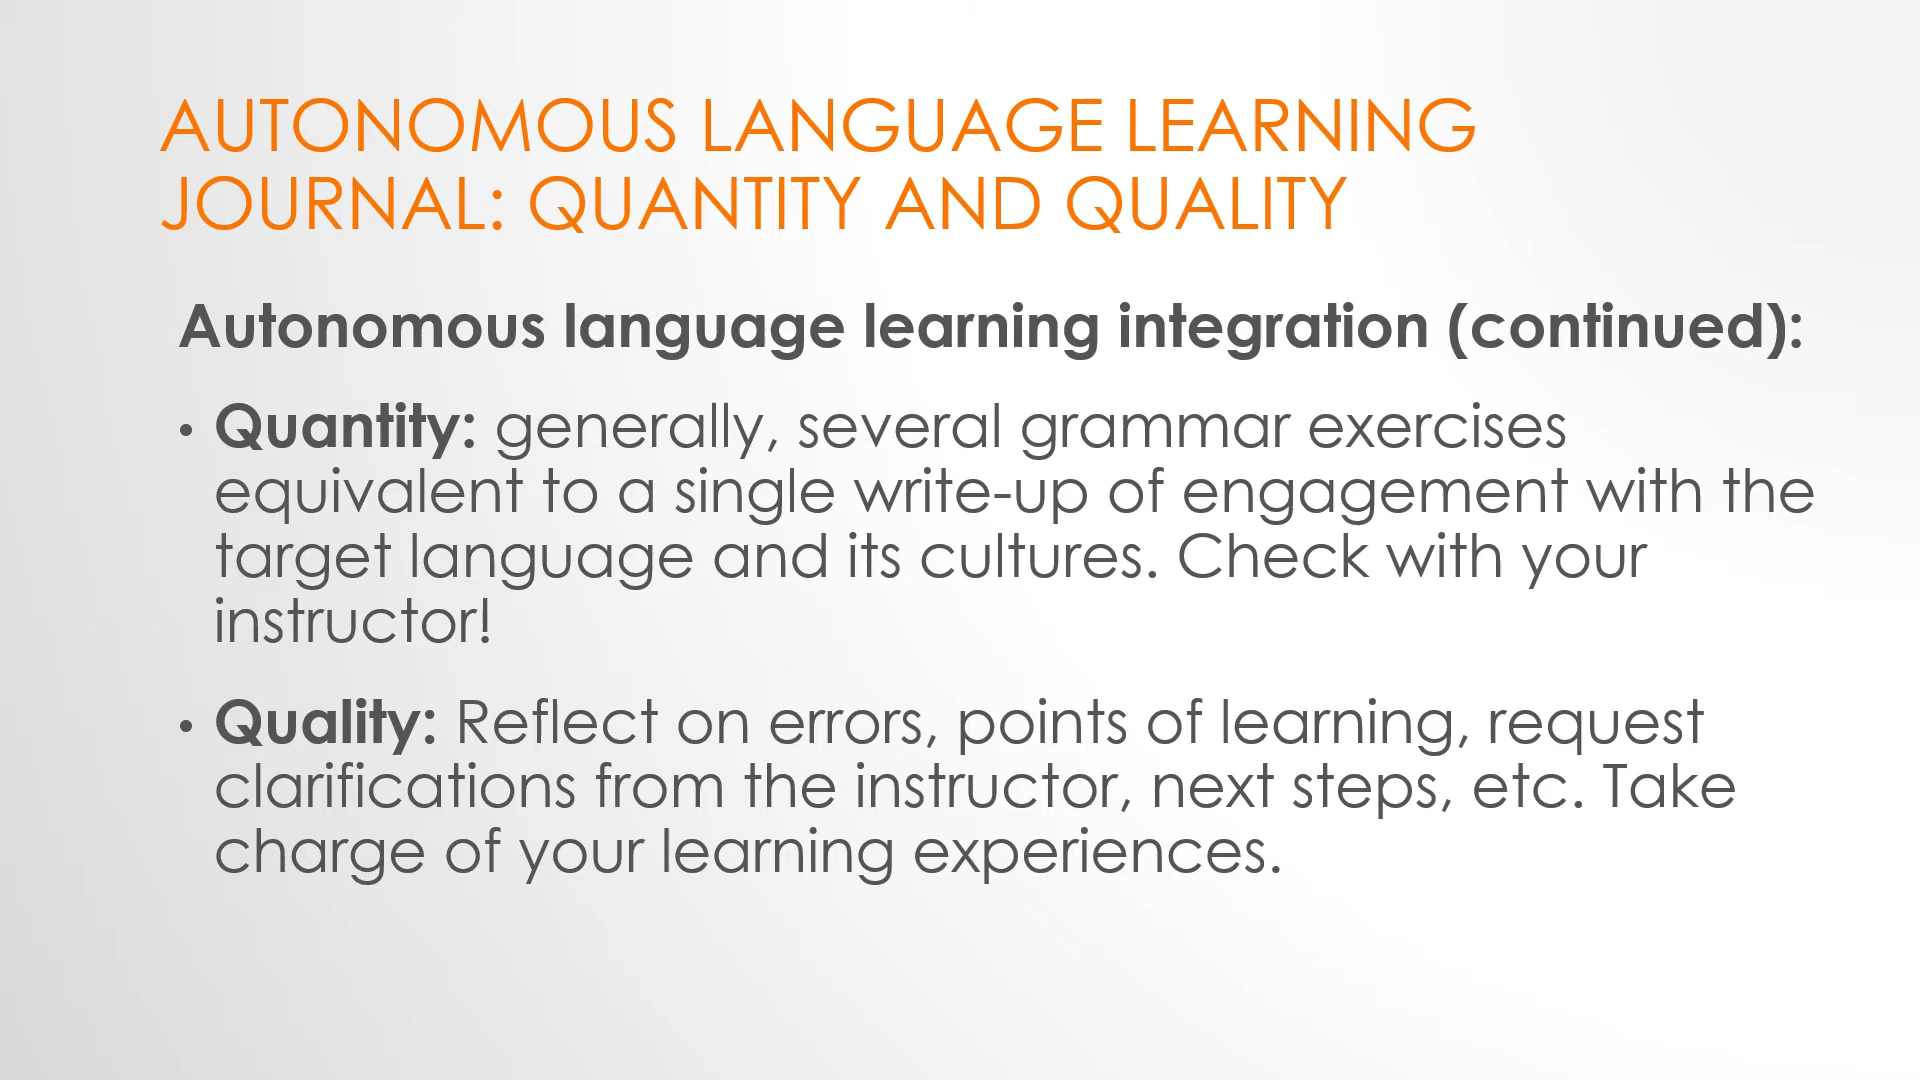 AUTONOMOUS LANGUAGE LEARNING
JOURNAL: QUANTITY AND QUALITY
Autonomous language learning integration (continued):
• Quantity: generally, several grammar exercises
equivalent to a single write-up of engagement with the
target language and its cultures. Check with your
instructor!
• Quality: Reflect on errors, points of learning, request
clarifications from the instructor, next steps, etc. Take
charge of your learning experiences.